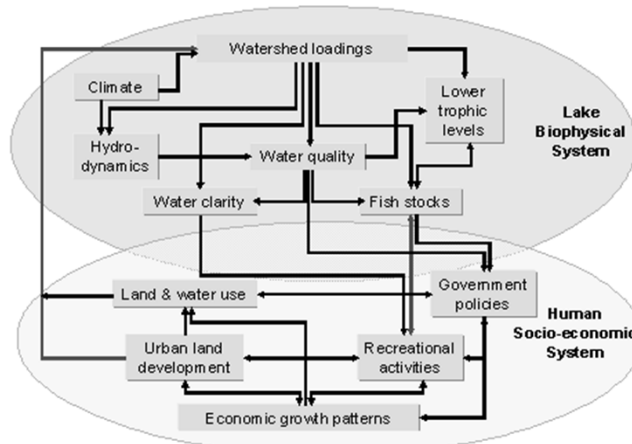 Watershed loadings
Climate
Lower
trophic
levels
Lake
Biophysical
System
Hydro-
dynamics
Water quality
Water clarity
Fish stocks
Land & water use
Government
policies
Human
Socio-economic
System
Urban land
development
Recreational
activities
Economic growth patterns